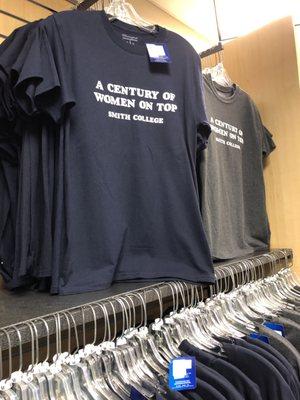 A CENTURY OF
WOMEN ON TOP
SMITH COLLEGE
A CENTURY OF
WOMEN ON TOP
SMITH COLLEGE